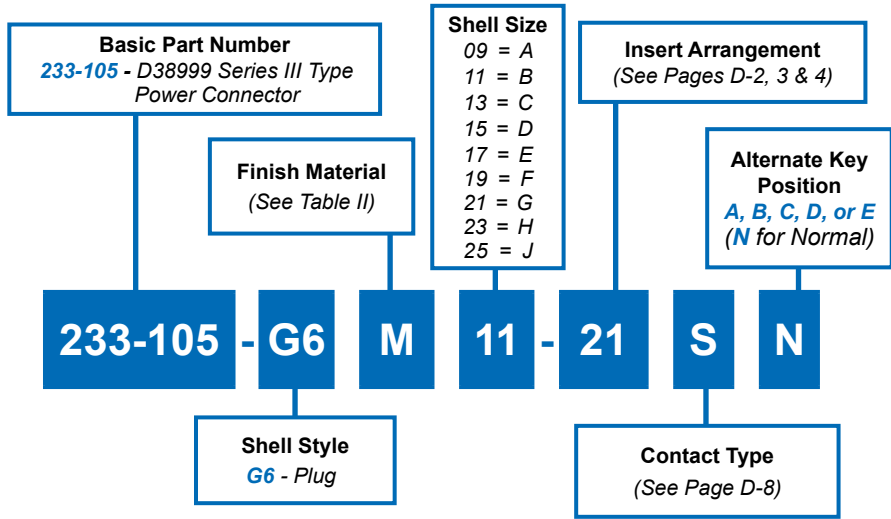 Basic Part Number
233-105 - D38999 Series III Type
Power Connector
Finish Material
(See Table II)
Shell Size
09 = A
11 = B
13 = C
15 = D
17 = E
19 = F
21 = G
23 = H
25 = J
Insert Arrangement
(See Pages D-2, 3 & 4)
Alternate Key
Position
A, B, C, D, or E
(N for Normal)
233-105 - G6 M 11 - 21 S N
Shell Style
G6 - Plug
Contact Type
(See Page D-8)